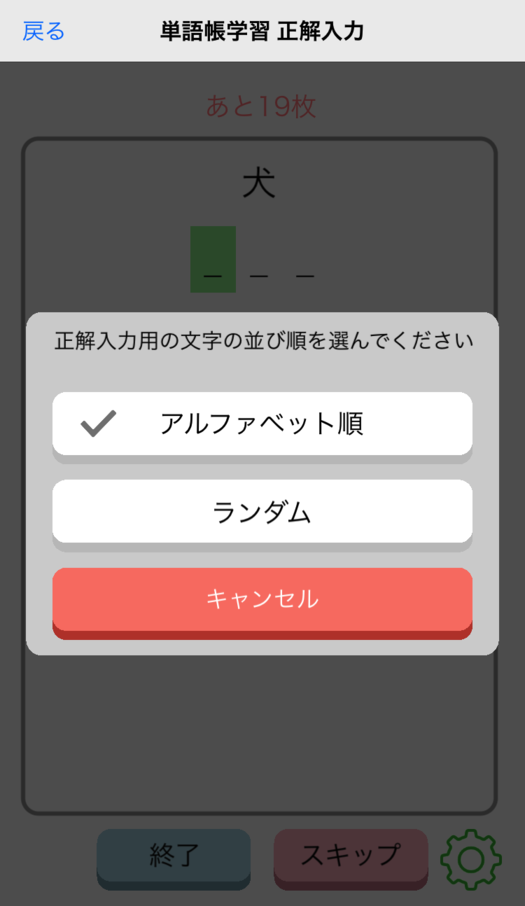 戻る
単語帳学習 正解入力
あと19枚
犬
_ _ _
正解入力用の文字の並び順を選んでください
アルファベット順
ランダム
キャンセル
終了
スキップ